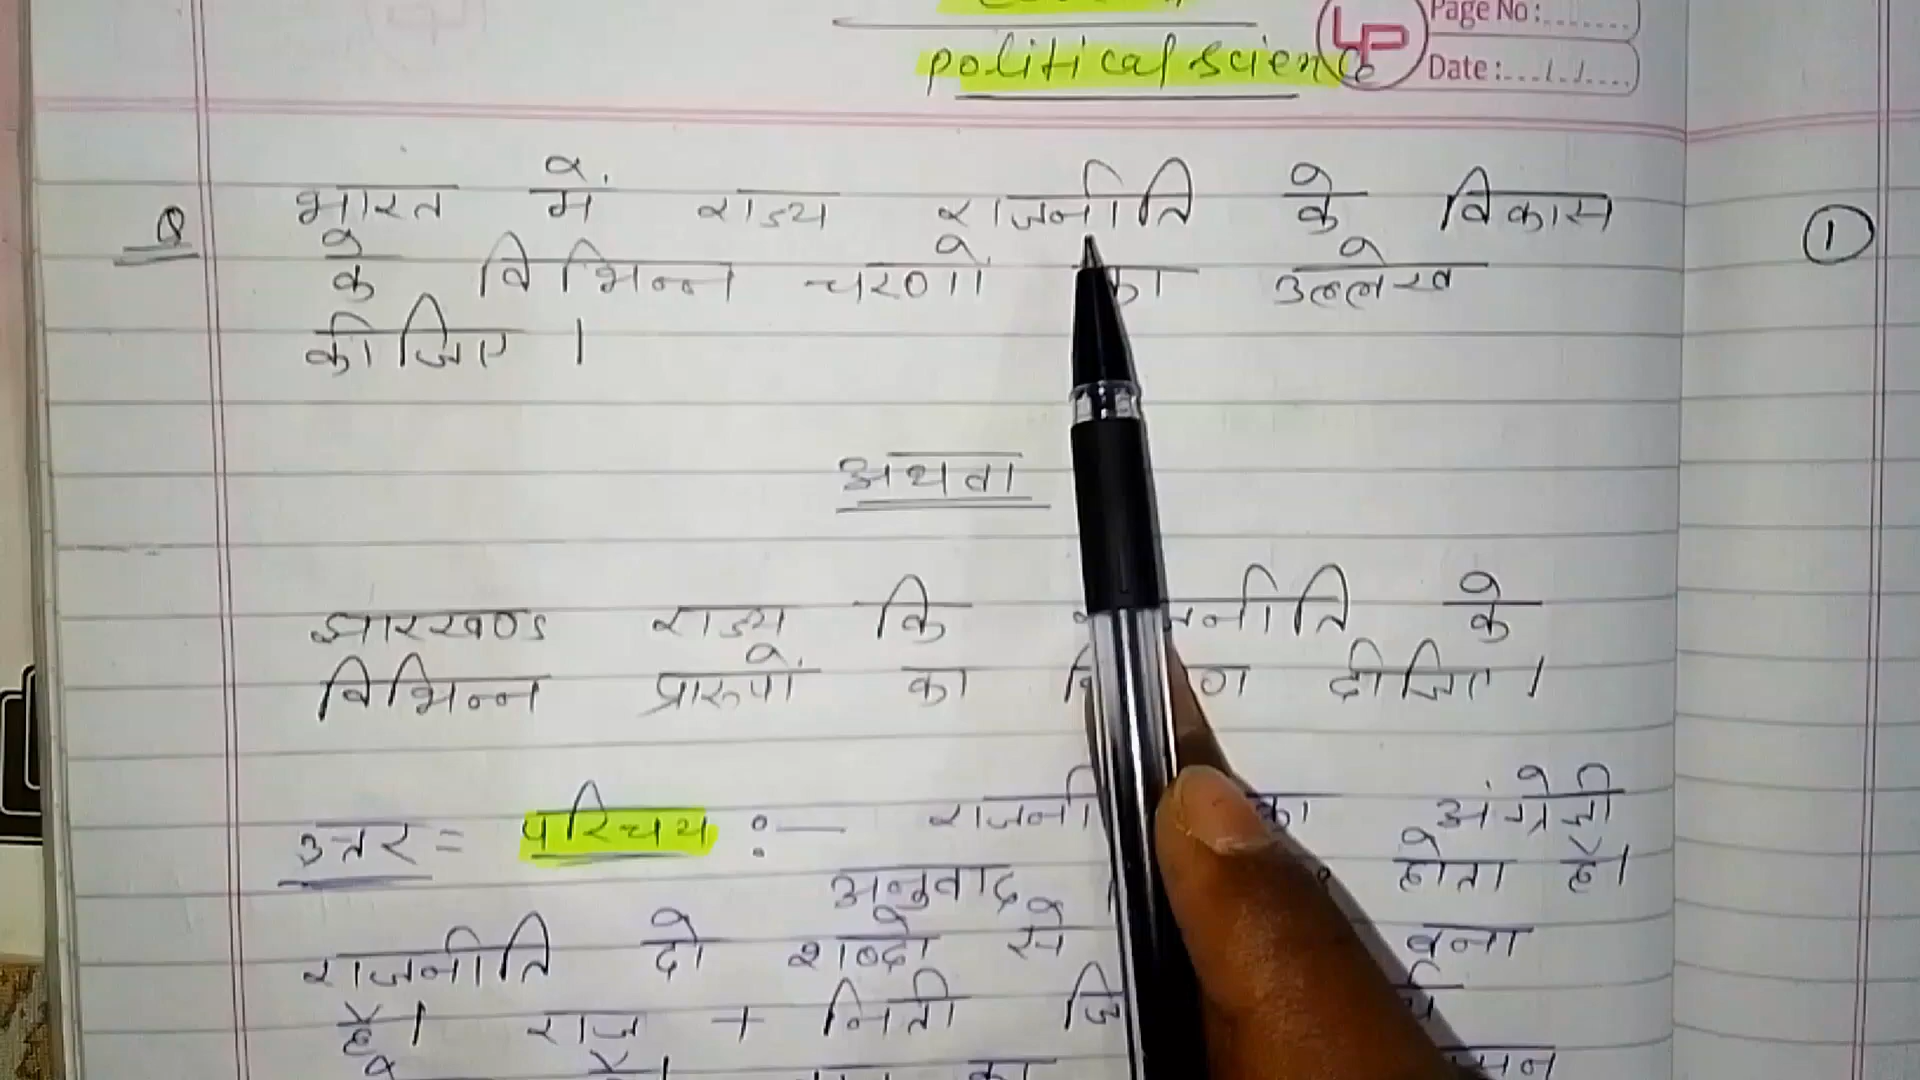 Page No:
political science
Date:
Q भारत में राज्य राजनीति के विकास
के विभिन्न चरणों का उल्लेख
कीजिए।
1
अथवा
झारखण्ड राज्य कि के
विभिन्न प्रारूपों का दीजिए।
उत्तर = परिचय :— का अंग्रेजी
अनुवाद होता है।
राजनीति दो शब्दो से बना
है। राज + निती